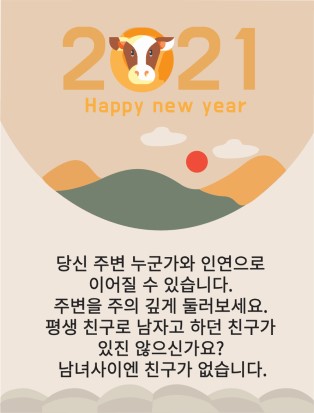 2021
Happy new year
당신 주변 누군가와 인연으로
이어질 수 있습니다.
주변을 주의 깊게 둘러보세요.
평생 친구로 남자고 하던 친구가
있진 않으신가요?
남녀사이엔 친구가 없습니다.